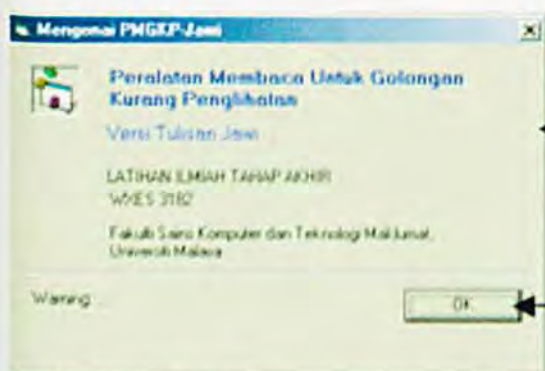 Mengenai PMGKP-Jawi
Peralatan Membaca Untuk Golongan
Kurang Penglihatan
Versi Tulisan Jawi
LATIHAN ILMIAH TAHAP AKHIR
WXES 3182
Fakulti Sains Komputer dan Teknologi Maklumat,
Universiti Malaya
Warning ...
OK